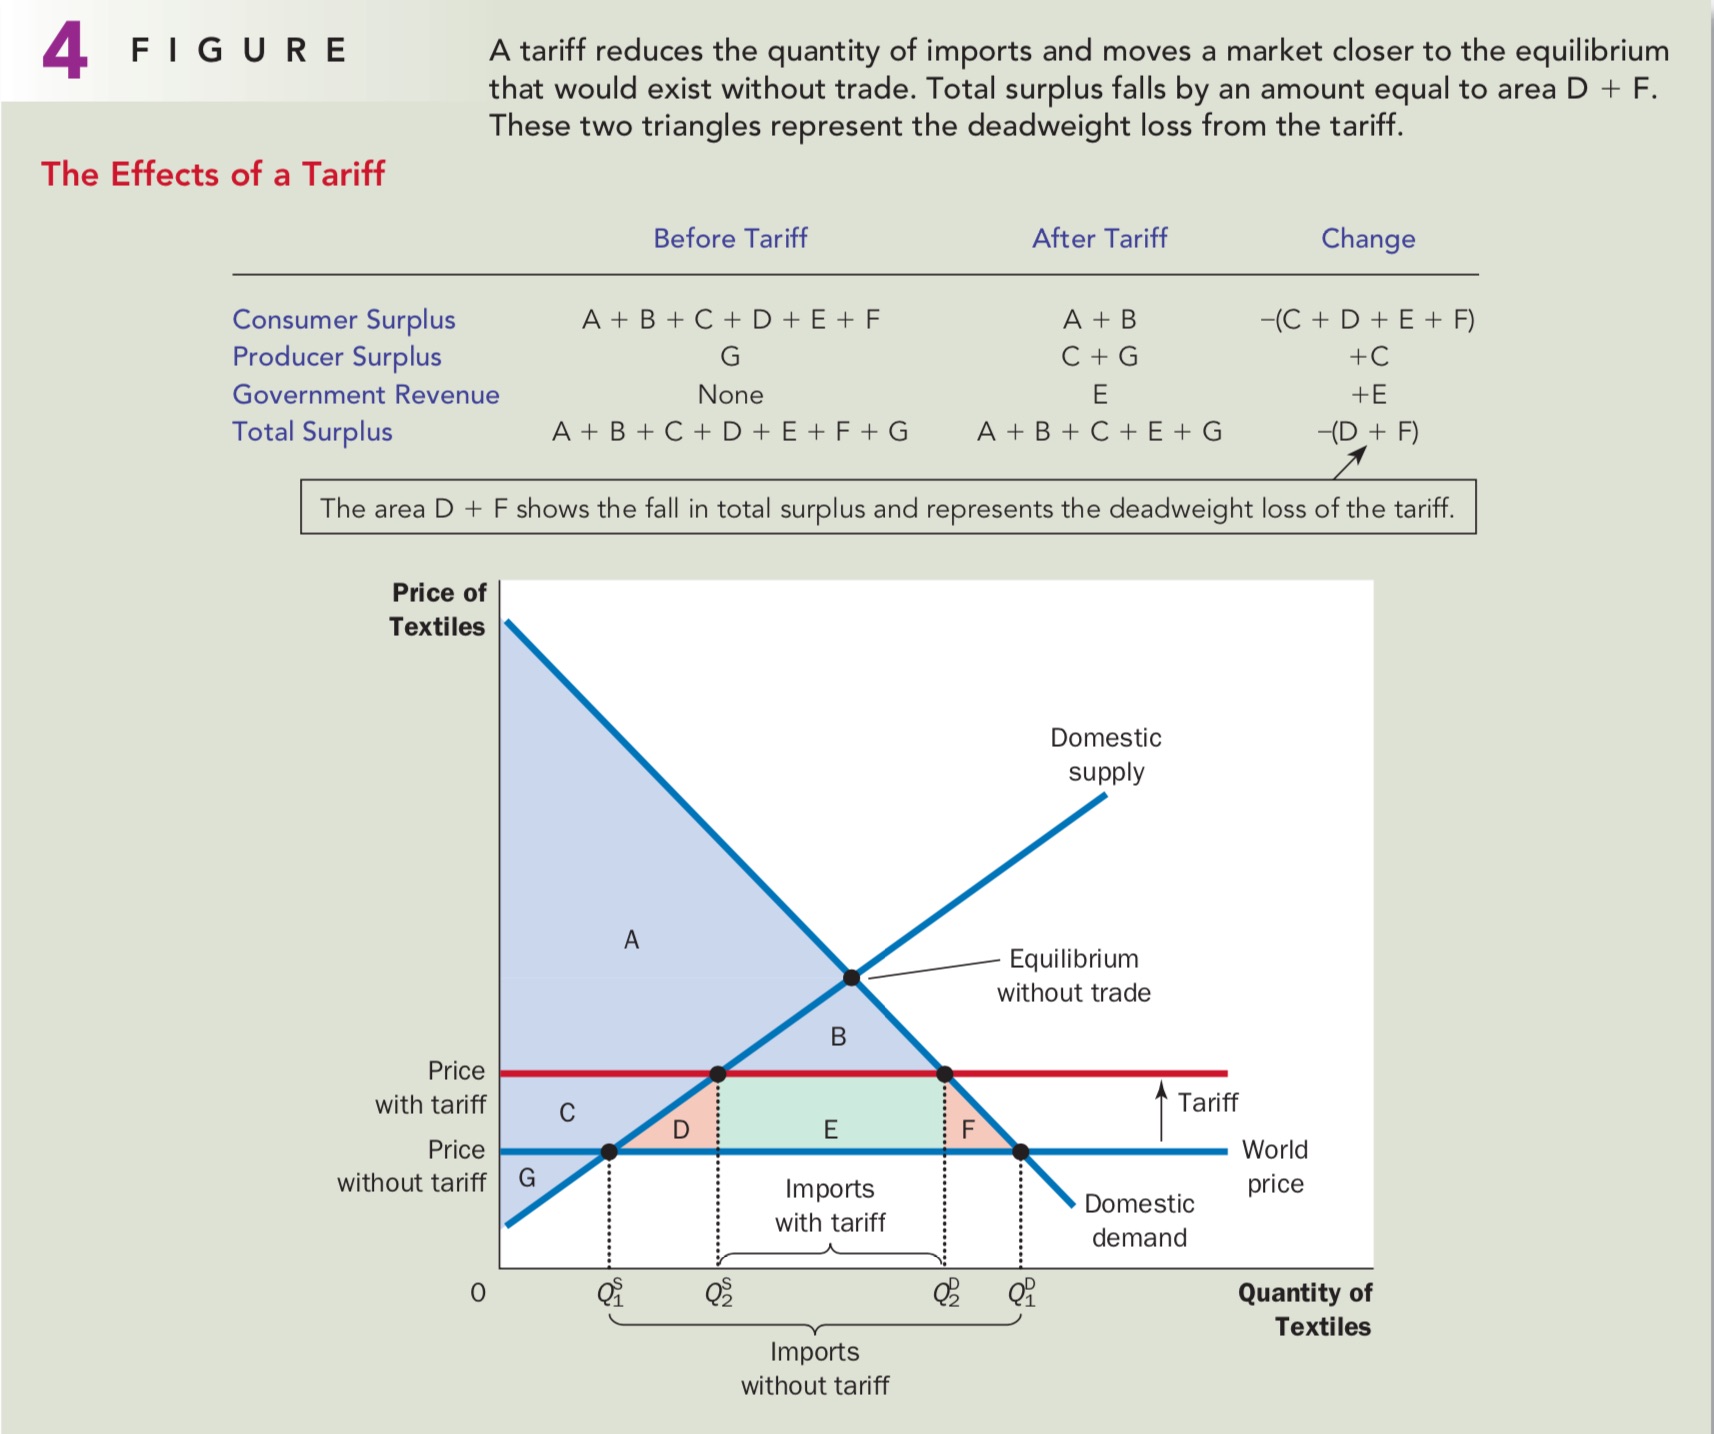 4 FIGURE
A tariff reduces the quantity of imports and moves a market closer to the equilibrium
that would exist without trade. Total surplus falls by an amount equal to area D + F.
These two triangles represent the deadweight loss from the tariff.
The Effects of a Tariff
Before Tariff After Tariff Change
Consumer Surplus A + B + C + D + E + F A + B –(C + D + E + F)
Producer Surplus G C + G +C
Government Revenue None E +E
Total Surplus A + B + C + D + E + F + G A + B + C + E + G –(D + F)
The area D + F shows the fall in total surplus and represents the deadweight loss of the tariff.
Price of
Textiles
Domestic
supply
A
Equilibrium
without trade
B
Price
with tariff
C
D
E
F
Tariff
Price
without tariff
G
World
price
Imports
with tariff
Domestic
demand
0
Q₁ˢ
Q₂ˢ
Q₂ᴰ
Q₁ᴰ
Quantity of
Textiles
Imports
without tariff